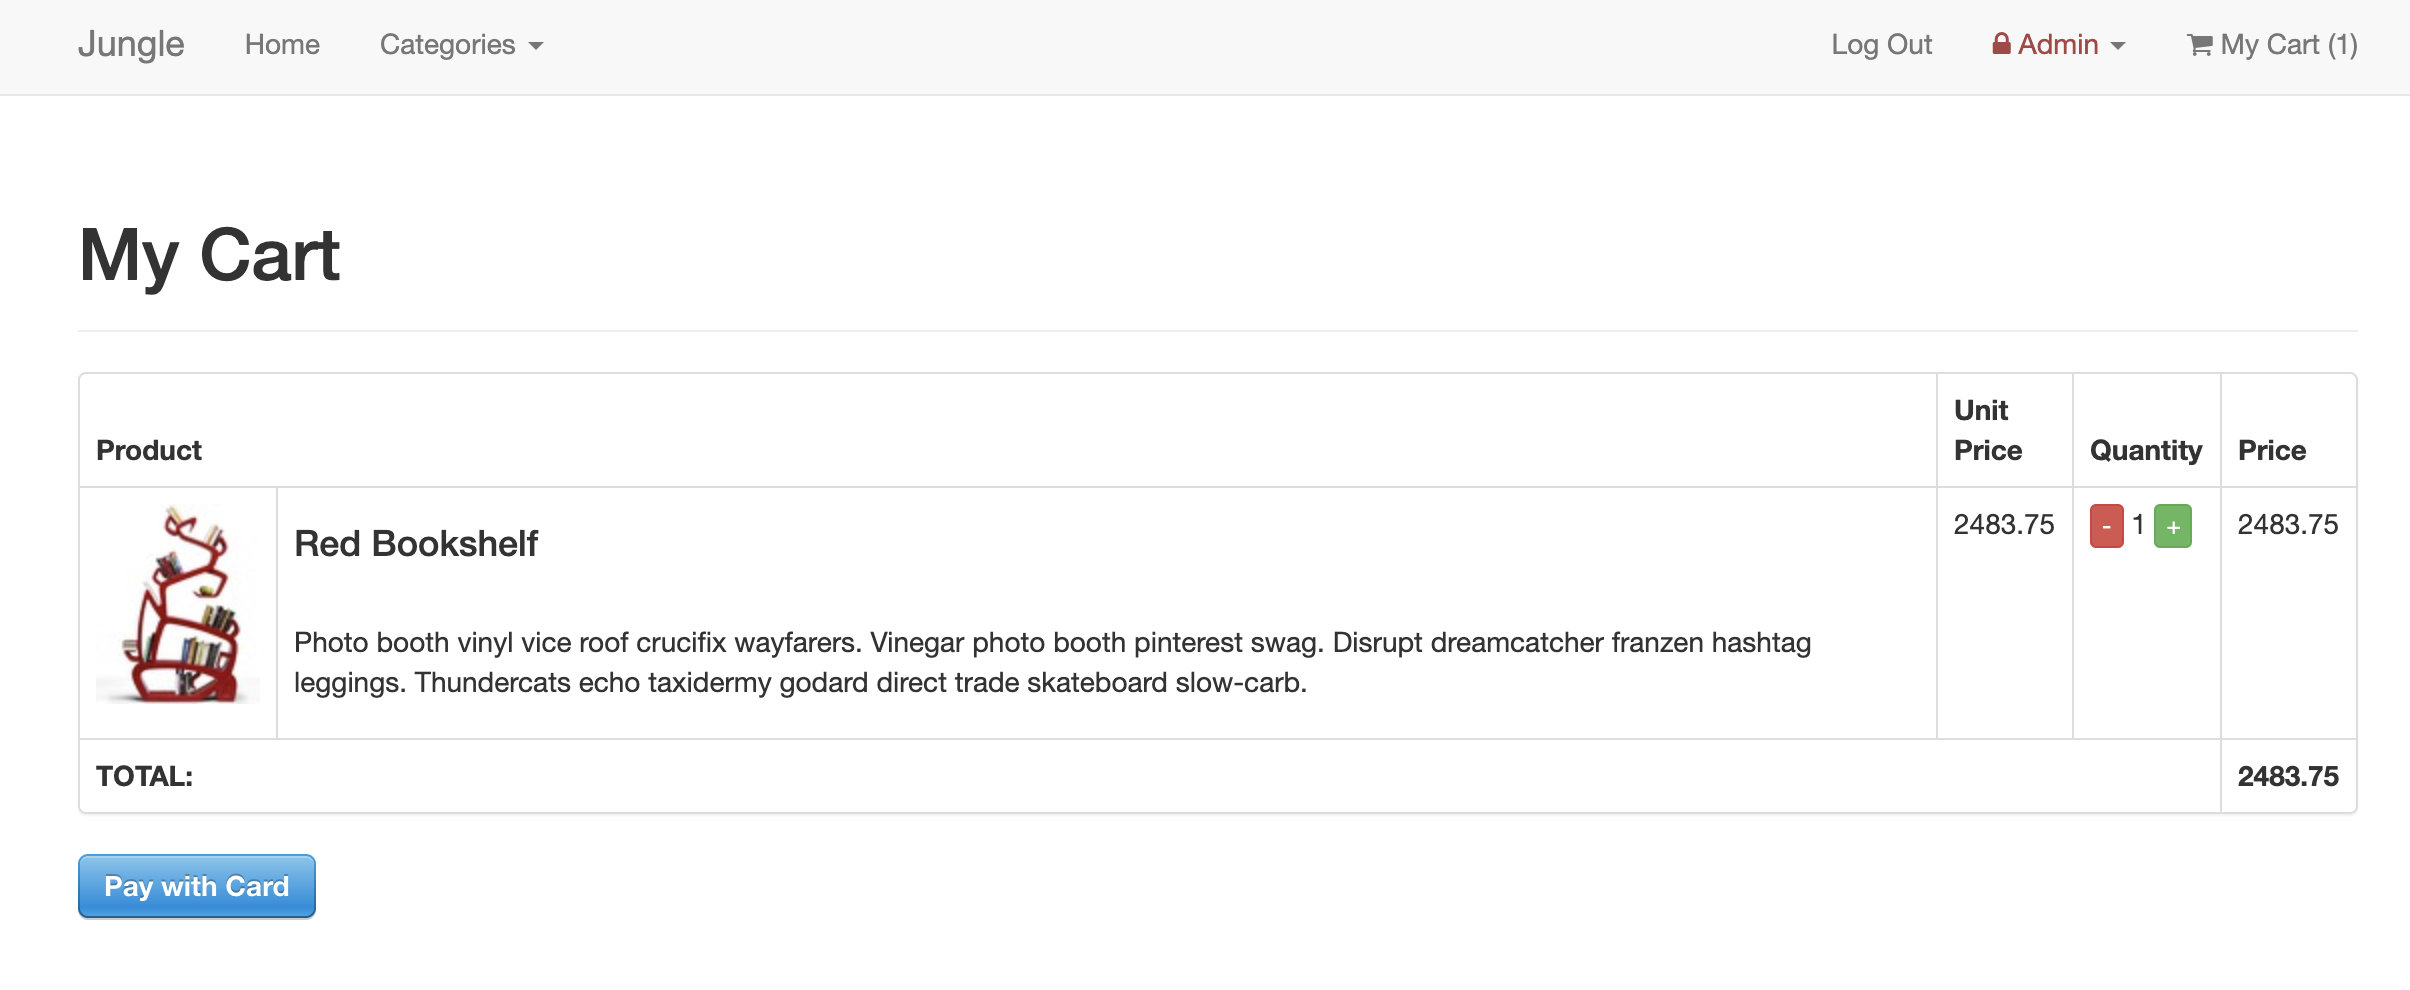 Jungle Home Categories Log Out Admin My Cart (1)
My Cart
Product Unit Price Quantity Price
Red Bookshelf 2483.75 - 1 + 2483.75
Photo booth vinyl vice roof crucifix wayfarers. Vinegar photo booth pinterest swag. Disrupt dreamcatcher franzen hashtag
leggings. Thundercats echo taxidermy godard direct trade skateboard slow-carb.
TOTAL: 2483.75
Pay with Card